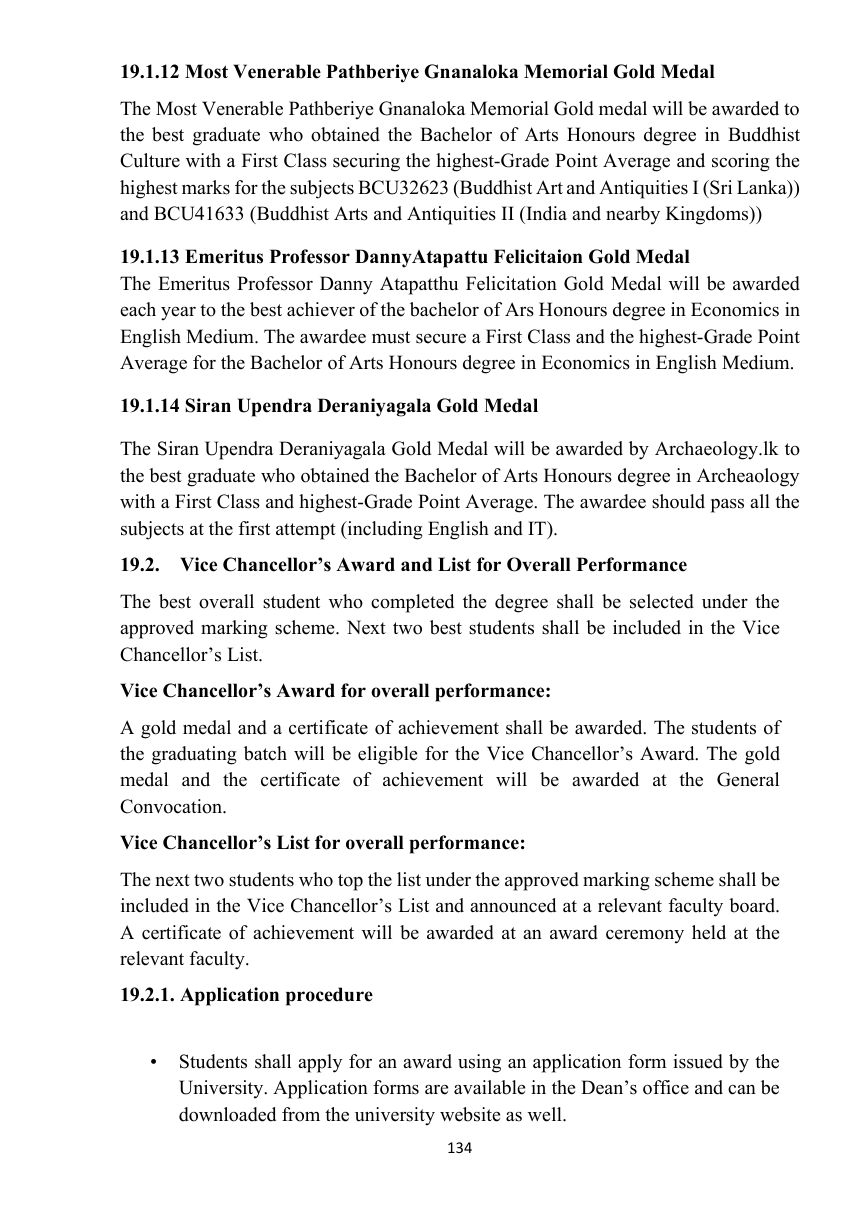 19.1.12 Most Venerable Pathberiye Gnanaloka Memorial Gold Medal
The Most Venerable Pathberiye Gnanaloka Memorial Gold medal will be awarded to
the best graduate who obtained the Bachelor of Arts Honours degree in Buddhist
Culture with a First Class securing the highest-Grade Point Average and scoring the
highest marks for the subjects BCU32623 (Buddhist Art and Antiquities I (Sri Lanka))
and BCU41633 (Buddhist Arts and Antiquities II (India and nearby Kingdoms))
19.1.13 Emeritus Professor DannyAtapattu Felicitaion Gold Medal
The Emeritus Professor Danny Atapatthu Felicitation Gold Medal will be awarded
each year to the best achiever of the bachelor of Ars Honours degree in Economics in
English Medium. The awardee must secure a First Class and the highest-Grade Point
Average for the Bachelor of Arts Honours degree in Economics in English Medium.
19.1.14 Siran Upendra Deraniyagala Gold Medal
The Siran Upendra Deraniyagala Gold Medal will be awarded by Archaeology.lk to
the best graduate who obtained the Bachelor of Arts Honours degree in Archeaology
with a First Class and highest-Grade Point Average. The awardee should pass all the
subjects at the first attempt (including English and IT).
19.2. Vice Chancellor’s Award and List for Overall Performance
The best overall student who completed the degree shall be selected under the
approved marking scheme. Next two best students shall be included in the Vice
Chancellor’s List.
Vice Chancellor’s Award for overall performance:
A gold medal and a certificate of achievement shall be awarded. The students of
the graduating batch will be eligible for the Vice Chancellor’s Award. The gold
medal and the certificate of achievement will be awarded at the General
Convocation.
Vice Chancellor’s List for overall performance:
The next two students who top the list under the approved marking scheme shall be
included in the Vice Chancellor’s List and announced at a relevant faculty board.
A certificate of achievement will be awarded at an award ceremony held at the
relevant faculty.
19.2.1. Application procedure
• Students shall apply for an award using an application form issued by the
University. Application forms are available in the Dean’s office and can be
downloaded from the university website as well.
134